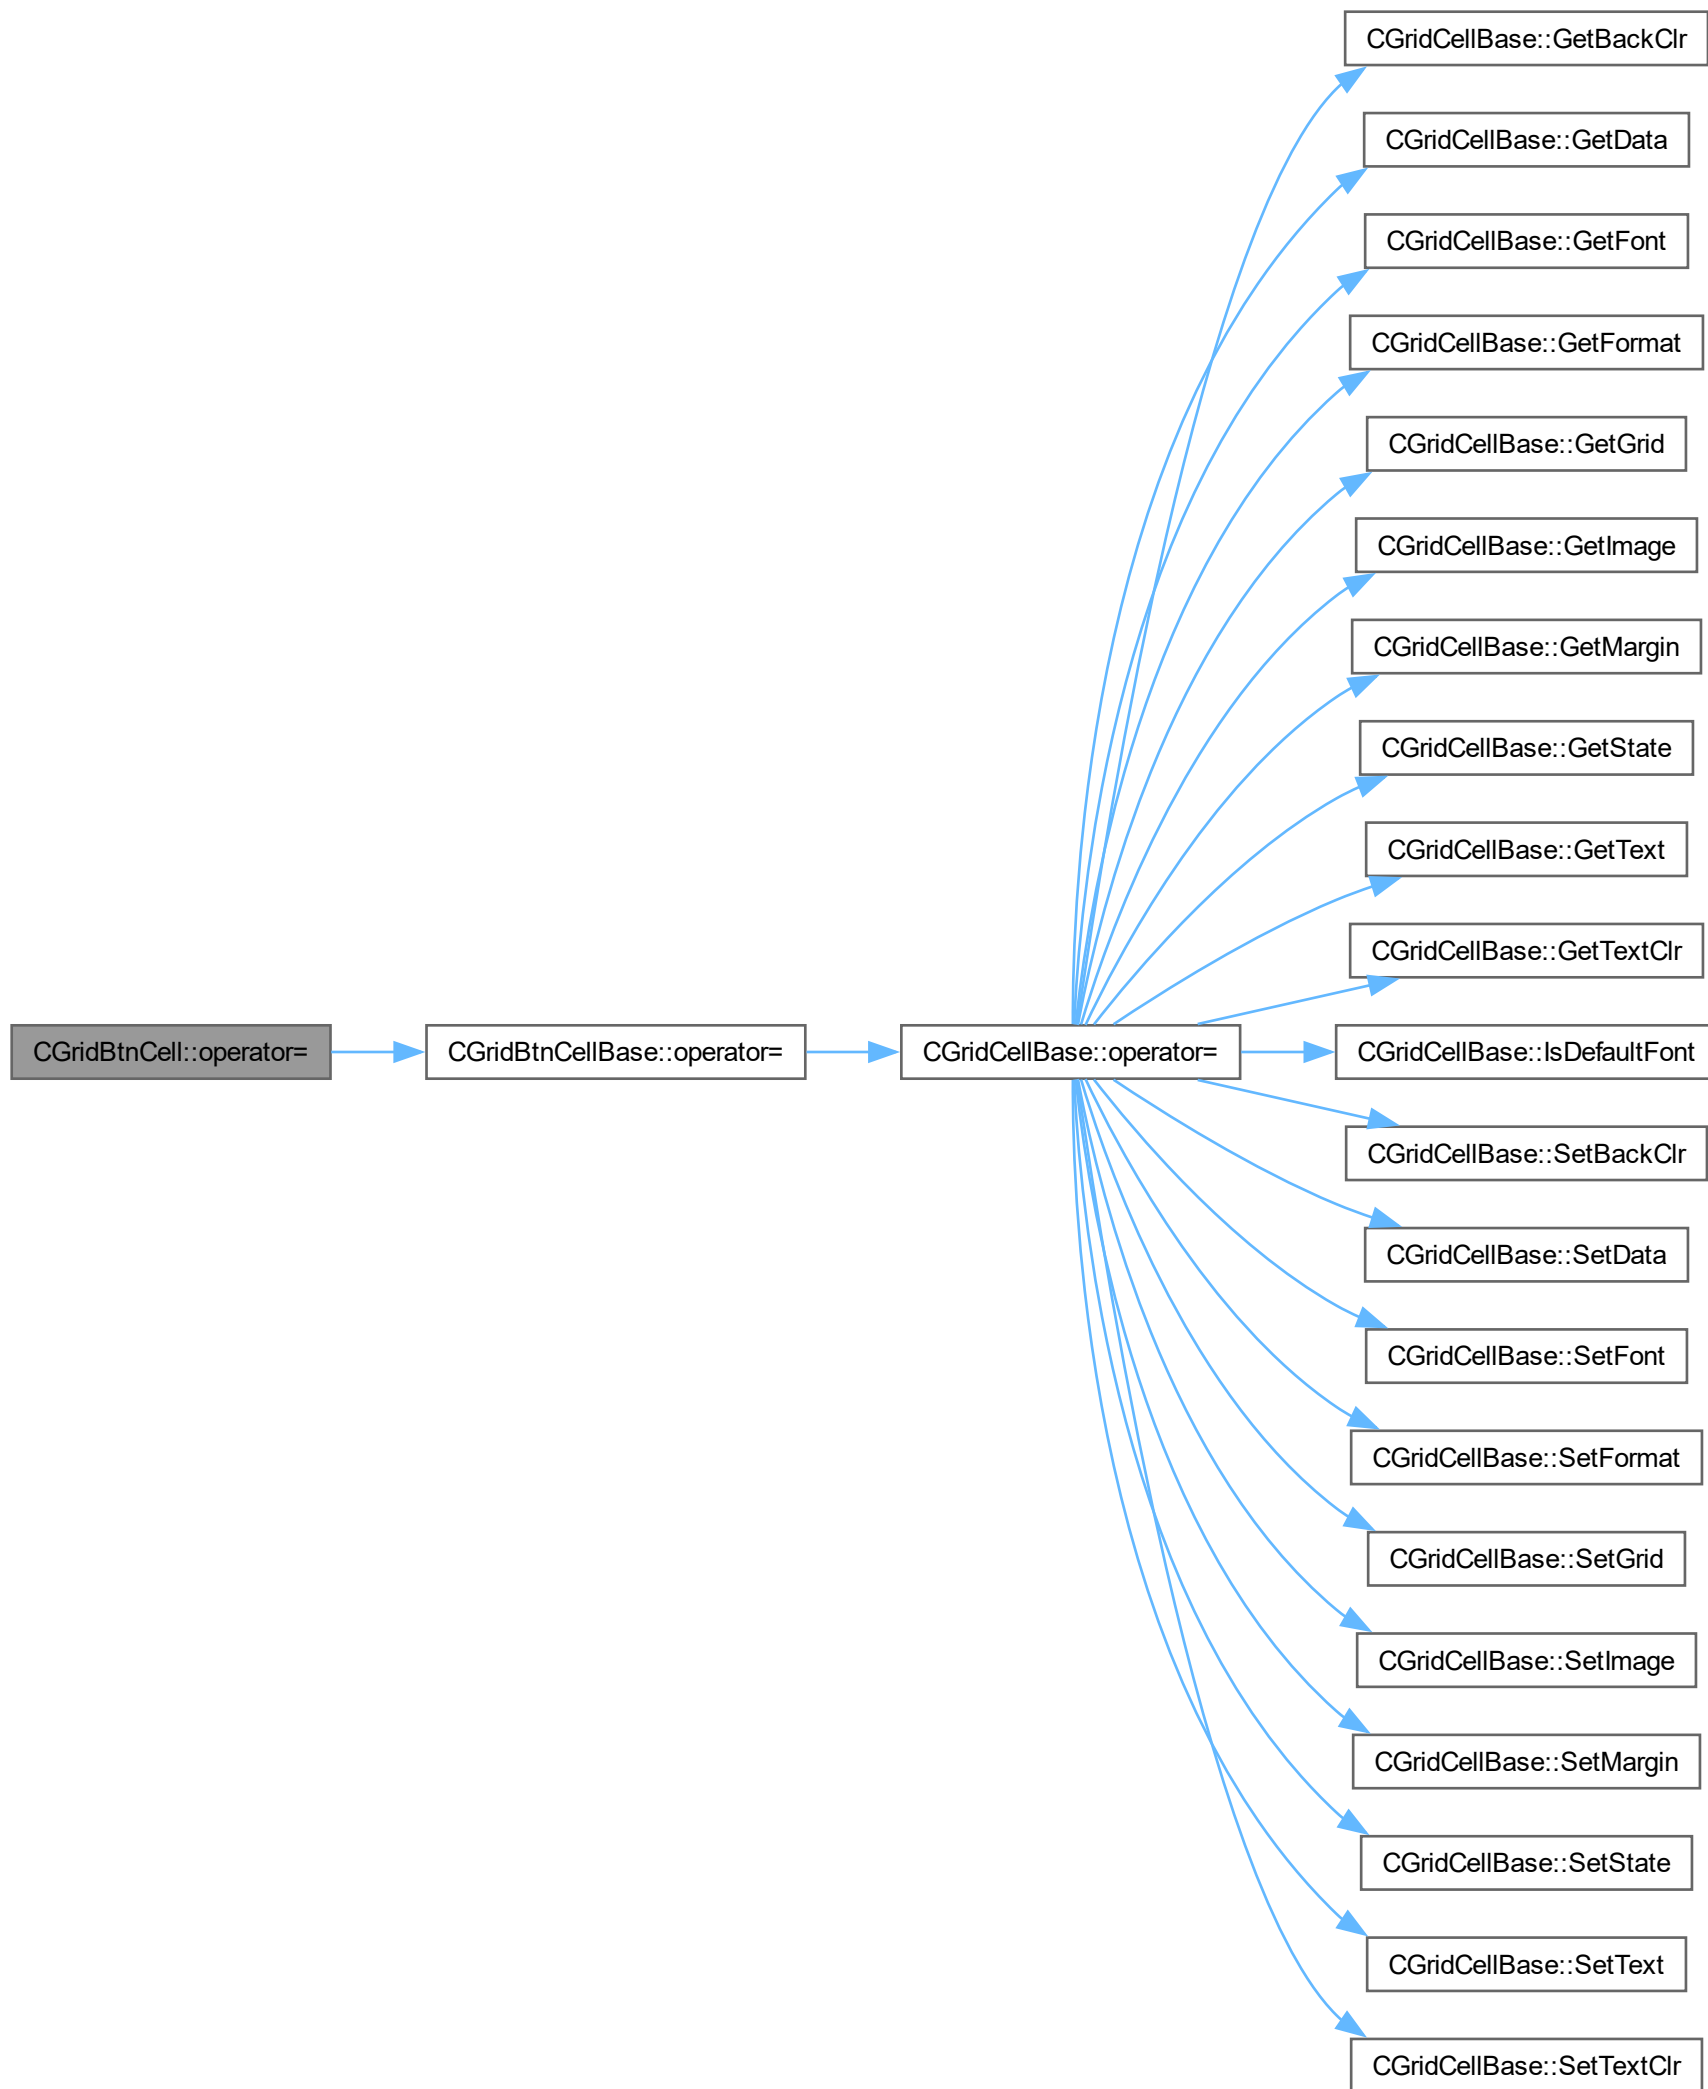 CGridBtnCell::operator=
CGridBtnCellBase::operator=
CGridCellBase::operator=
CGridCellBase::GetBackClr
CGridCellBase::GetData
CGridCellBase::GetFont
CGridCellBase::GetFormat
CGridCellBase::GetGrid
CGridCellBase::GetImage
CGridCellBase::GetMargin
CGridCellBase::GetState
CGridCellBase::GetText
CGridCellBase::GetTextClr
CGridCellBase::IsDefaultFont
CGridCellBase::SetBackClr
CGridCellBase::SetData
CGridCellBase::SetFont
CGridCellBase::SetFormat
CGridCellBase::SetGrid
CGridCellBase::SetImage
CGridCellBase::SetMargin
CGridCellBase::SetState
CGridCellBase::SetText
CGridCellBase::SetTextClr